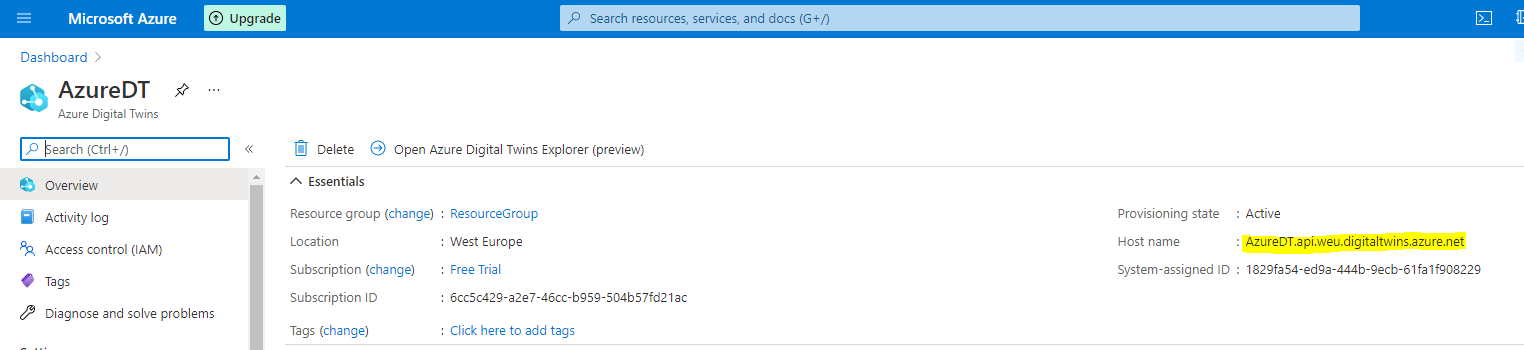 Microsoft Azure Upgrade Search resources, services, and docs (G+/)
Dashboard
AzureDT
Azure Digital Twins
Search (Ctrl+/)
Delete Open Azure Digital Twins Explorer (preview)
Essentials
Overview
Activity log
Access control (IAM)
Tags
Diagnose and solve problems
Resource group (change) : ResourceGroup
Location : West Europe
Subscription (change) : Free Trial
Subscription ID : 6cc5c429-a2e7-46cc-b959-504b57fd21ac
Tags (change) : Click here to add tags
Provisioning state : Active
Host name : AzureDT.api.weu.digitaltwins.azure.net
System-assigned ID : 1829fa54-ed9a-444b-9ecb-61fa1f908229